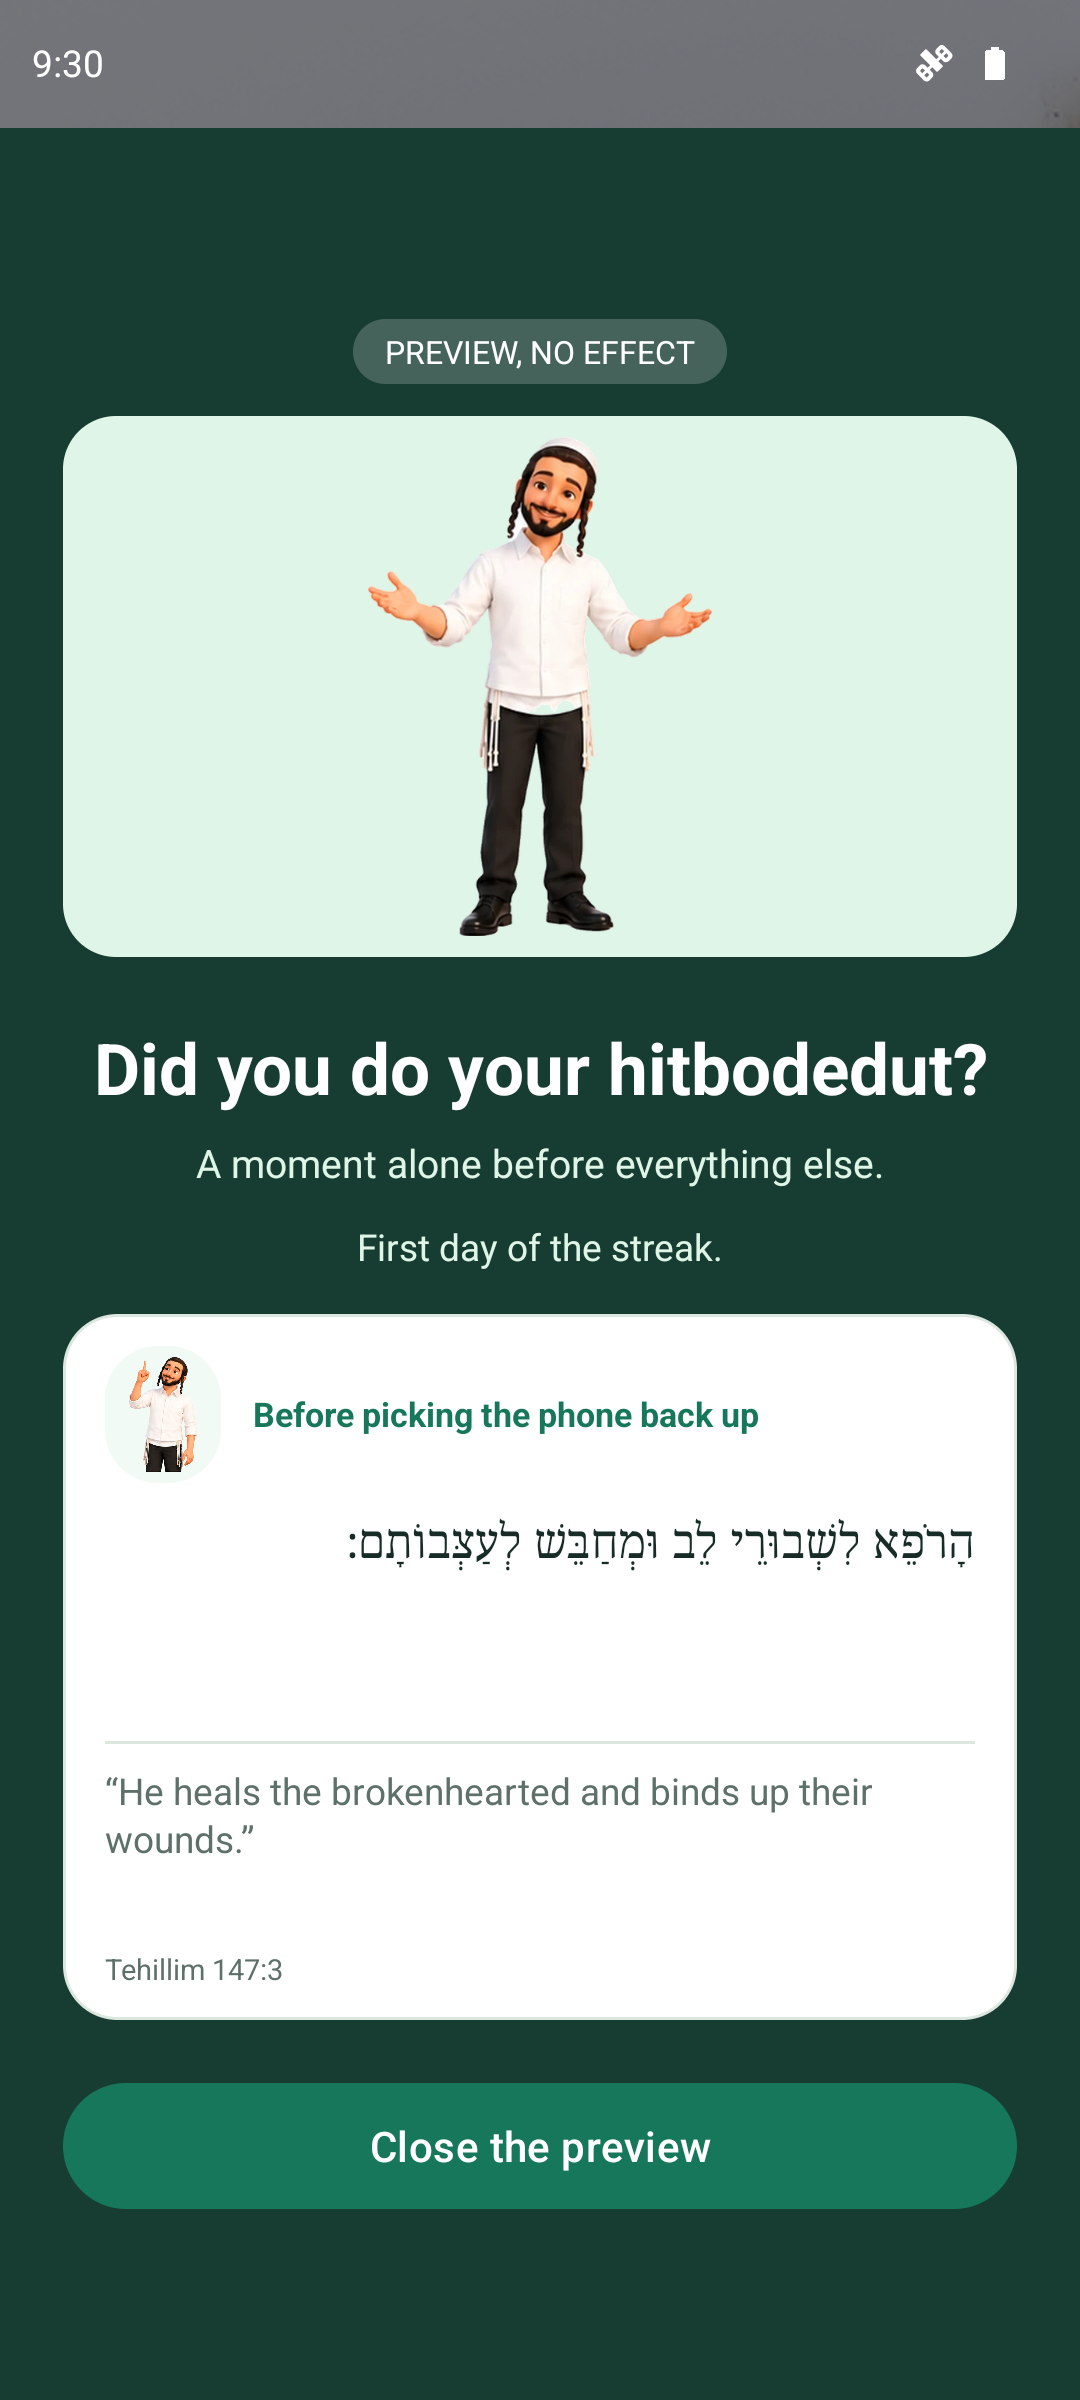 9:30
PREVIEW, NO EFFECT
Did you do your hitbodedut?
A moment alone before everything else.
First day of the streak.
Before picking the phone back up
הָרֹפֵא לִשְׁבוּרֵי לֵב וּמְחַבֵּשׁ לְעַצְּבוֹתָם:
“He heals the brokenhearted and binds up their
wounds.”
Tehillim 147:3
Close the preview